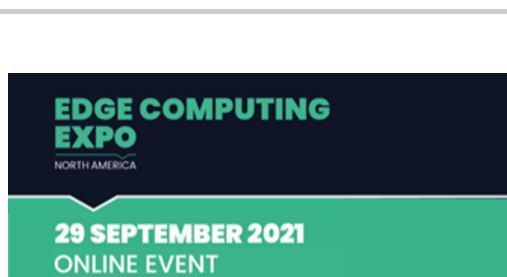 EDGE COMPUTING
EXPO
NORTH AMERICA
29 SEPTEMBER 2021
ONLINE EVENT